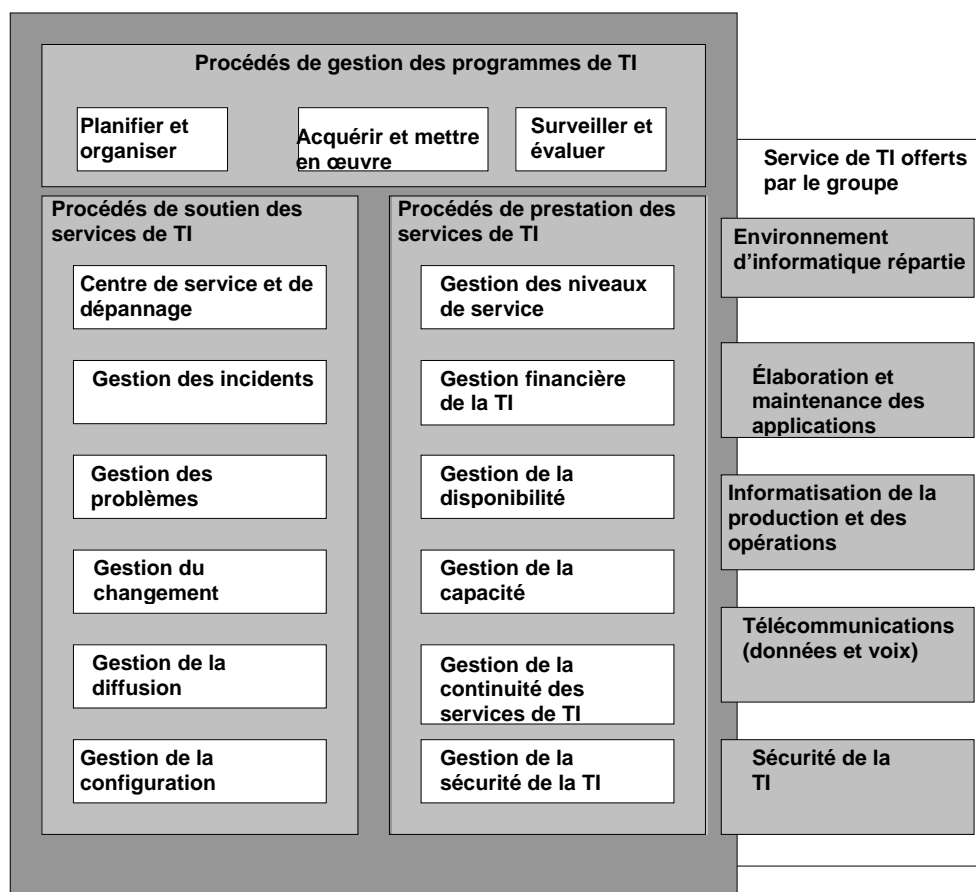 Procédés de gestion des programmes de TI
Planifier et
organiser
Acquérir et mettre
en œuvre
Surveiller et
évaluer
Procédés de soutien des
services de TI
Centre de service et de
dépannage
Gestion des incidents
Gestion des
problèmes
Gestion du
changement
Gestion de la
diffusion
Gestion de la
configuration
Procédés de prestation des
services de TI
Gestion des niveaux
de service
Gestion financière
de la TI
Gestion de la
disponibilité
Gestion de la
capacité
Gestion de la
continuité des
services de TI
Gestion de la
sécurité de la TI
Service de TI offerts
par le groupe
Environnement
d’informatique répartie
Élaboration et
maintenance des
applications
Informatisation de la
production et des
opérations
Télécommunications
(données et voix)
Sécurité de la
TI